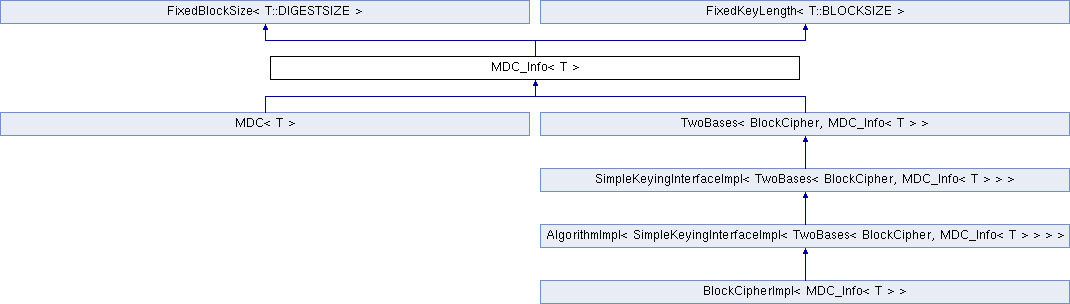 FixedBlockSize< T::DIGESTSIZE >
FixedKeyLength< T::BLOCKSIZE >
MDC_Info< T >
MDC< T >
TwoBases< BlockCipher, MDC_Info< T > >
SimpleKeyingInterfaceImpl< TwoBases< BlockCipher, MDC_Info< T > > >
AlgorithmImpl< SimpleKeyingInterfaceImpl< TwoBases< BlockCipher, MDC_Info< T > > > >
BlockCipherImpl< MDC_Info< T > >